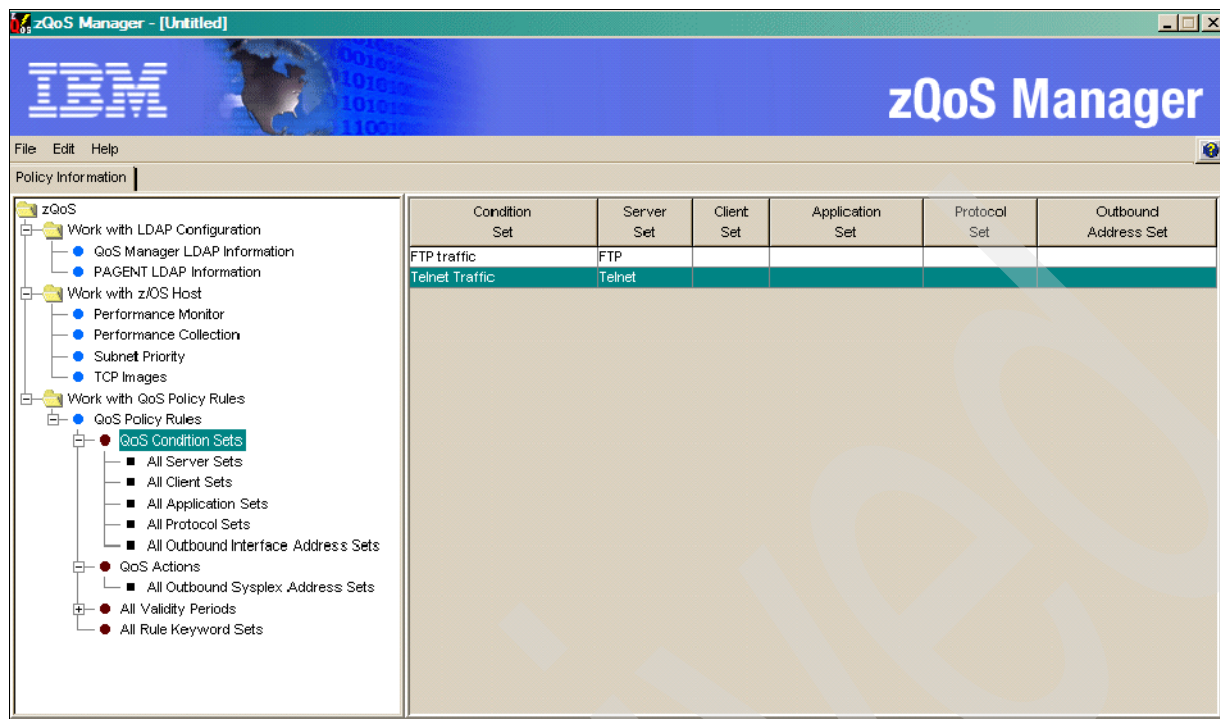 zQoS Manager - [Untitled]
IBM
zQoS Manager
File Edit Help
Policy Information
zQoS
Work with LDAP Configuration
QoS Manager LDAP Information
PAGENT LDAP Information
Work with z/OS Host
Performance Monitor
Performance Collection
Subnet Priority
TCP Images
Work with QoS Policy Rules
QoS Policy Rules
QoS Condition Sets
All Server Sets
All Client Sets
All Application Sets
All Protocol Sets
All Outbound Interface Address Sets
QoS Actions
All Outbound Sysplex Address Sets
All Validity Periods
All Rule Keyword Sets
Condition Set Server Set Client Set Application Set Protocol Set Outbound Address Set
FTP traffic FTP
Telnet Traffic Telnet